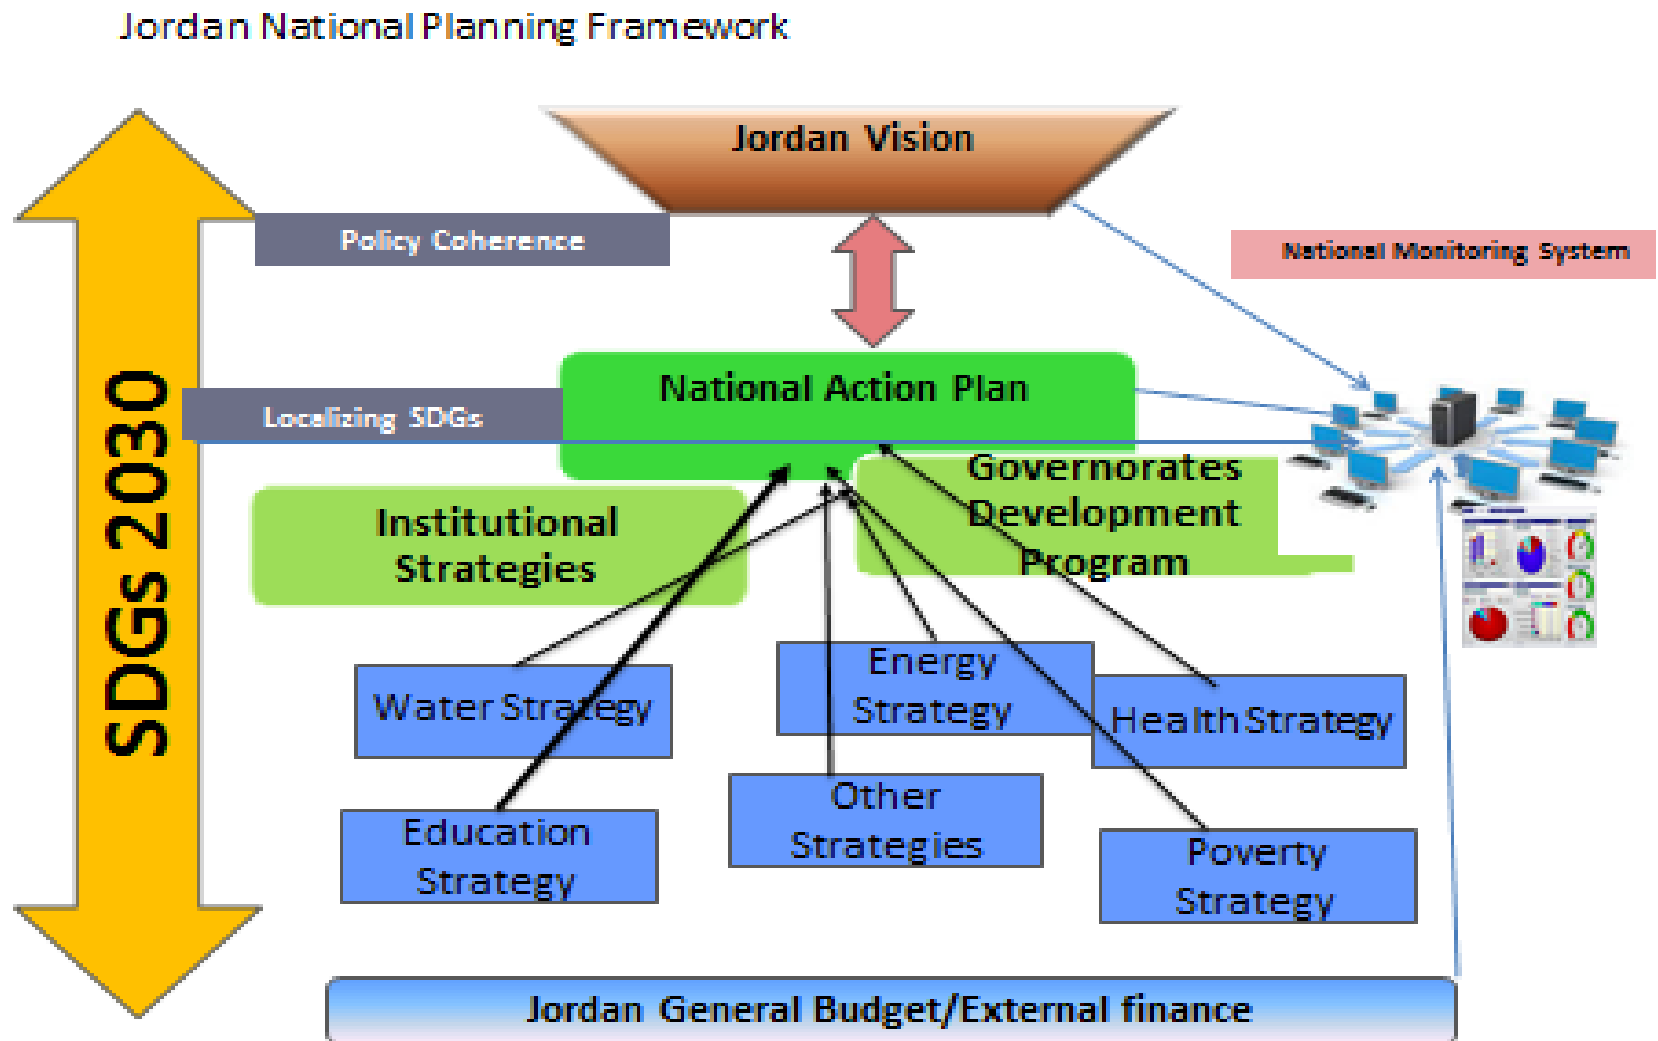 Jordan National Planning Framework
Jordan Vision
Policy Coherence
National Monitoring System
National Action Plan
Localizing SDGs
SDGs 2030
Governorates
Development
Program
Institutional
Strategies
Energy
Strategy
Water Strategy
Health Strategy
Other
Strategies
Education
Strategy
Poverty
Strategy
Jordan General Budget/External finance